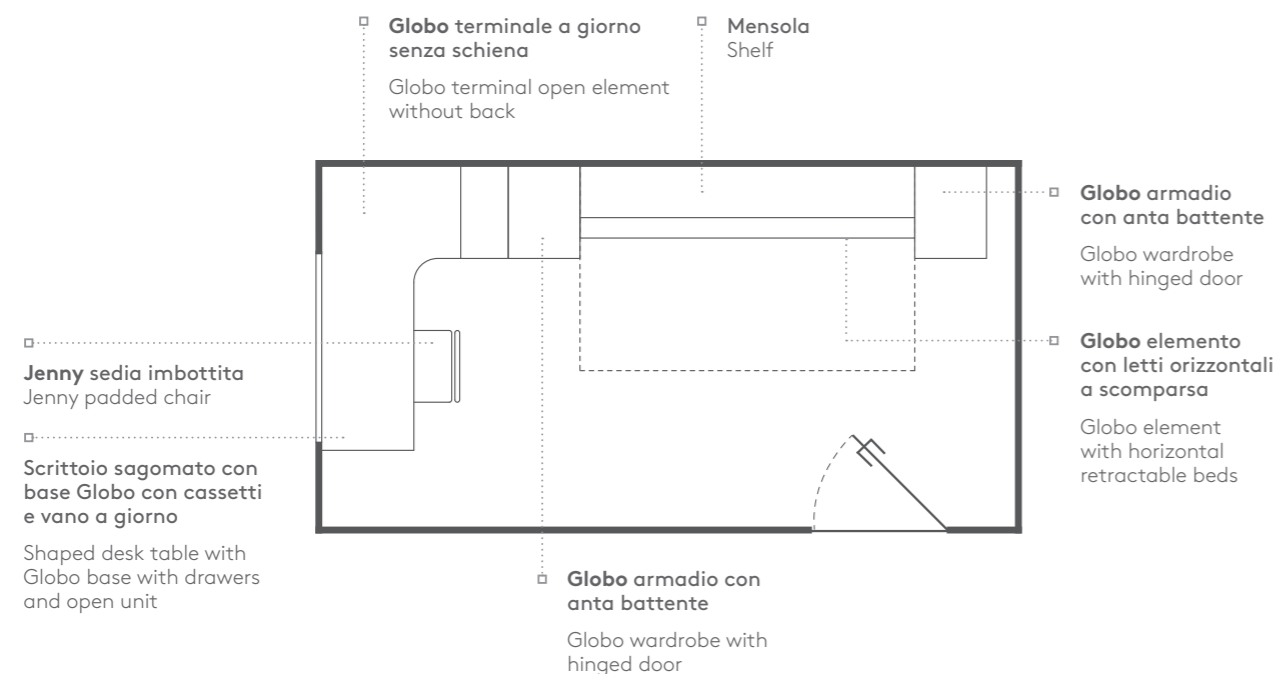 Globo terminale a giorno
senza schiena
Globo terminal open element
without back
Mensola
Shelf
Globo armadio
con anta battente
Globo wardrobe
with hinged door
Jenny sedia imbottita
Jenny padded chair
Globo elemento
con letti orizzontali
a scomparsa
Globo element
with horizontal
retractable beds
Scrittoio sagomato con
base Globo con cassetti
e vano a giorno
Shaped desk table with
Globo base with drawers
and open unit
Globo armadio con
anta battente
Globo wardrobe with
hinged door